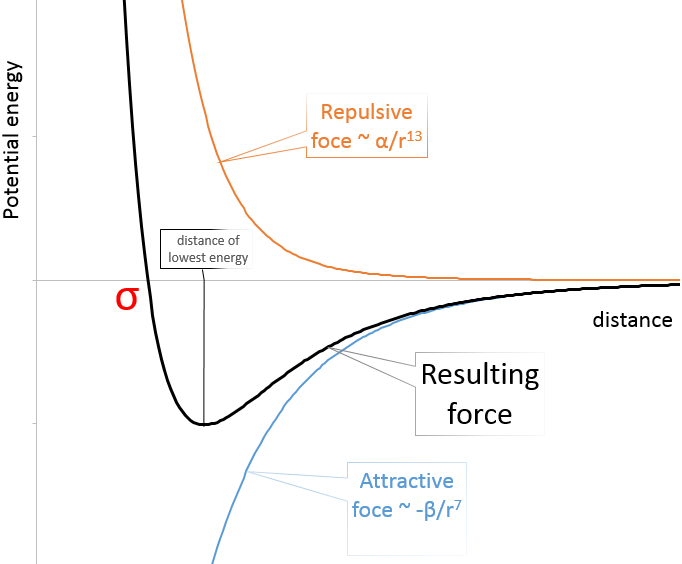 Potential energy
Repulsive
foce ~ α/r¹³
distance of
lowest energy
σ
distance
Resulting
force
Attractive
foce ~ -β/r⁷